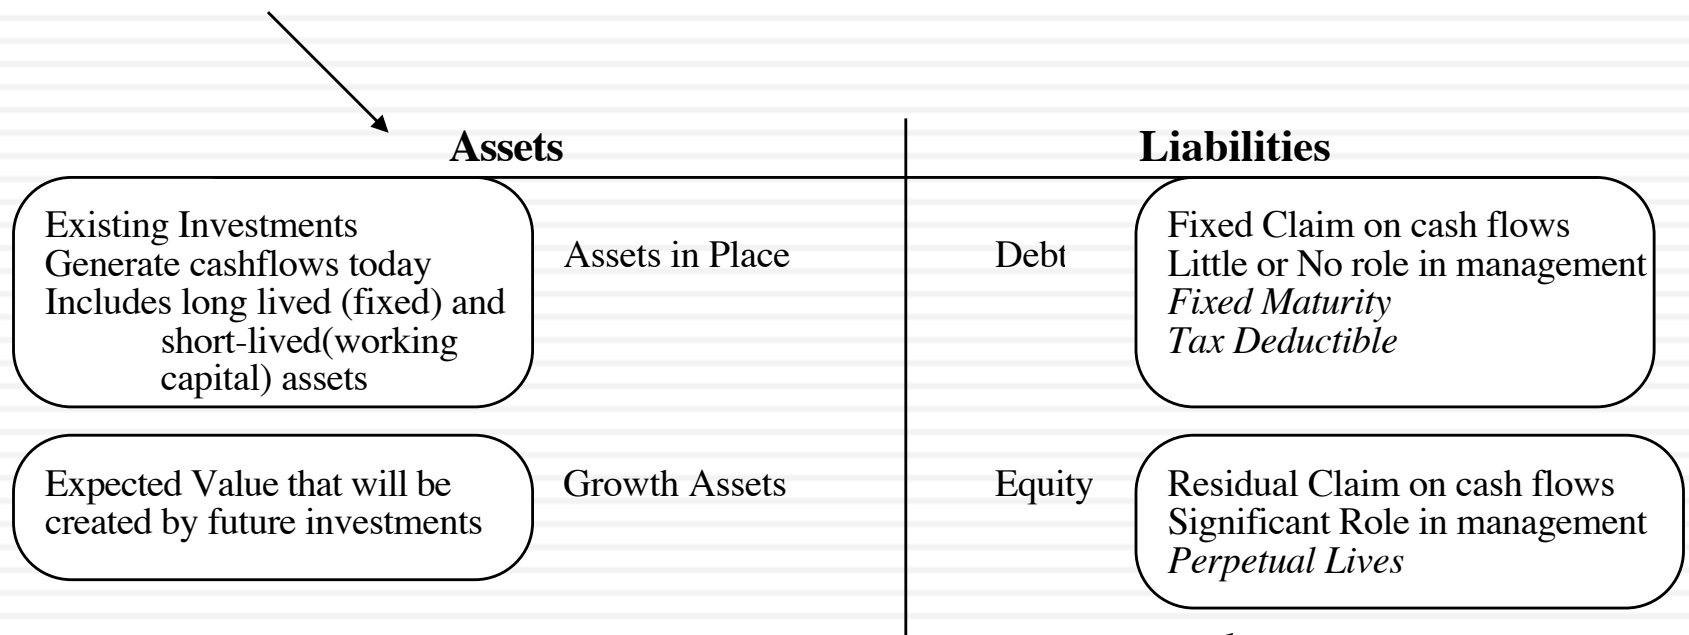 Assets
Liabilities
Existing Investments
Generate cashflows today
Includes long lived (fixed) and
short-lived(working
capital) assets
Assets in Place
Debt
Fixed Claim on cash flows
Little or No role in management
Fixed Maturity
Tax Deductible
Expected Value that will be
created by future investments
Growth Assets
Equity
Residual Claim on cash flows
Significant Role in management
Perpetual Lives